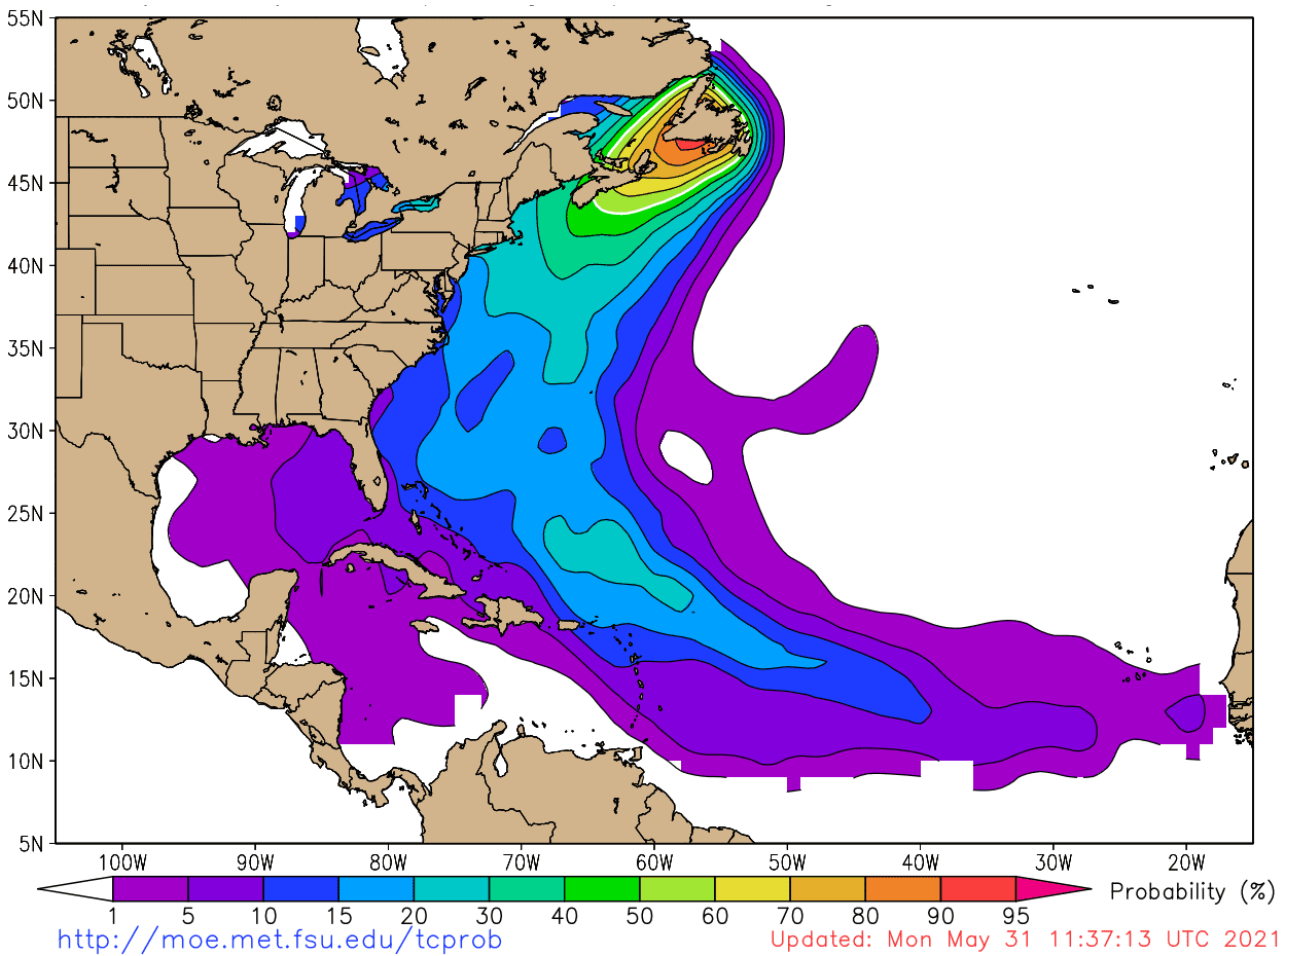 55N
50N
45N
40N
35N
30N
25N
20N
15N
10N
5N
100W 90W 80W 70W 60W 50W 40W 30W 20W
1 5 10 15 20 30 40 50 60 70 80 90 95
Probability (%)
http://moe.met.fsu.edu/tcprob
Updated: Mon May 31 11:37:13 UTC 2021